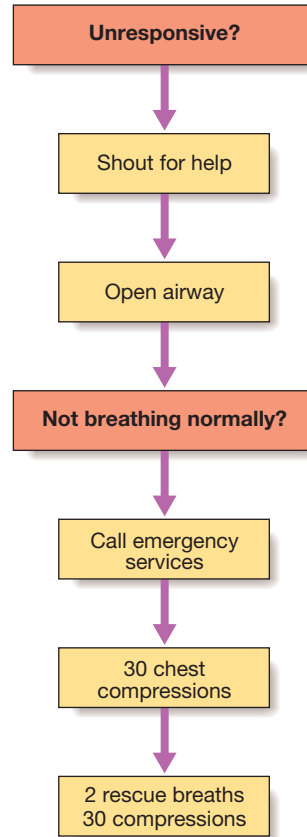 Unresponsive?
Shout for help
Open airway
Not breathing normally?
Call emergency
services
30 chest
compressions
2 rescue breaths
30 compressions